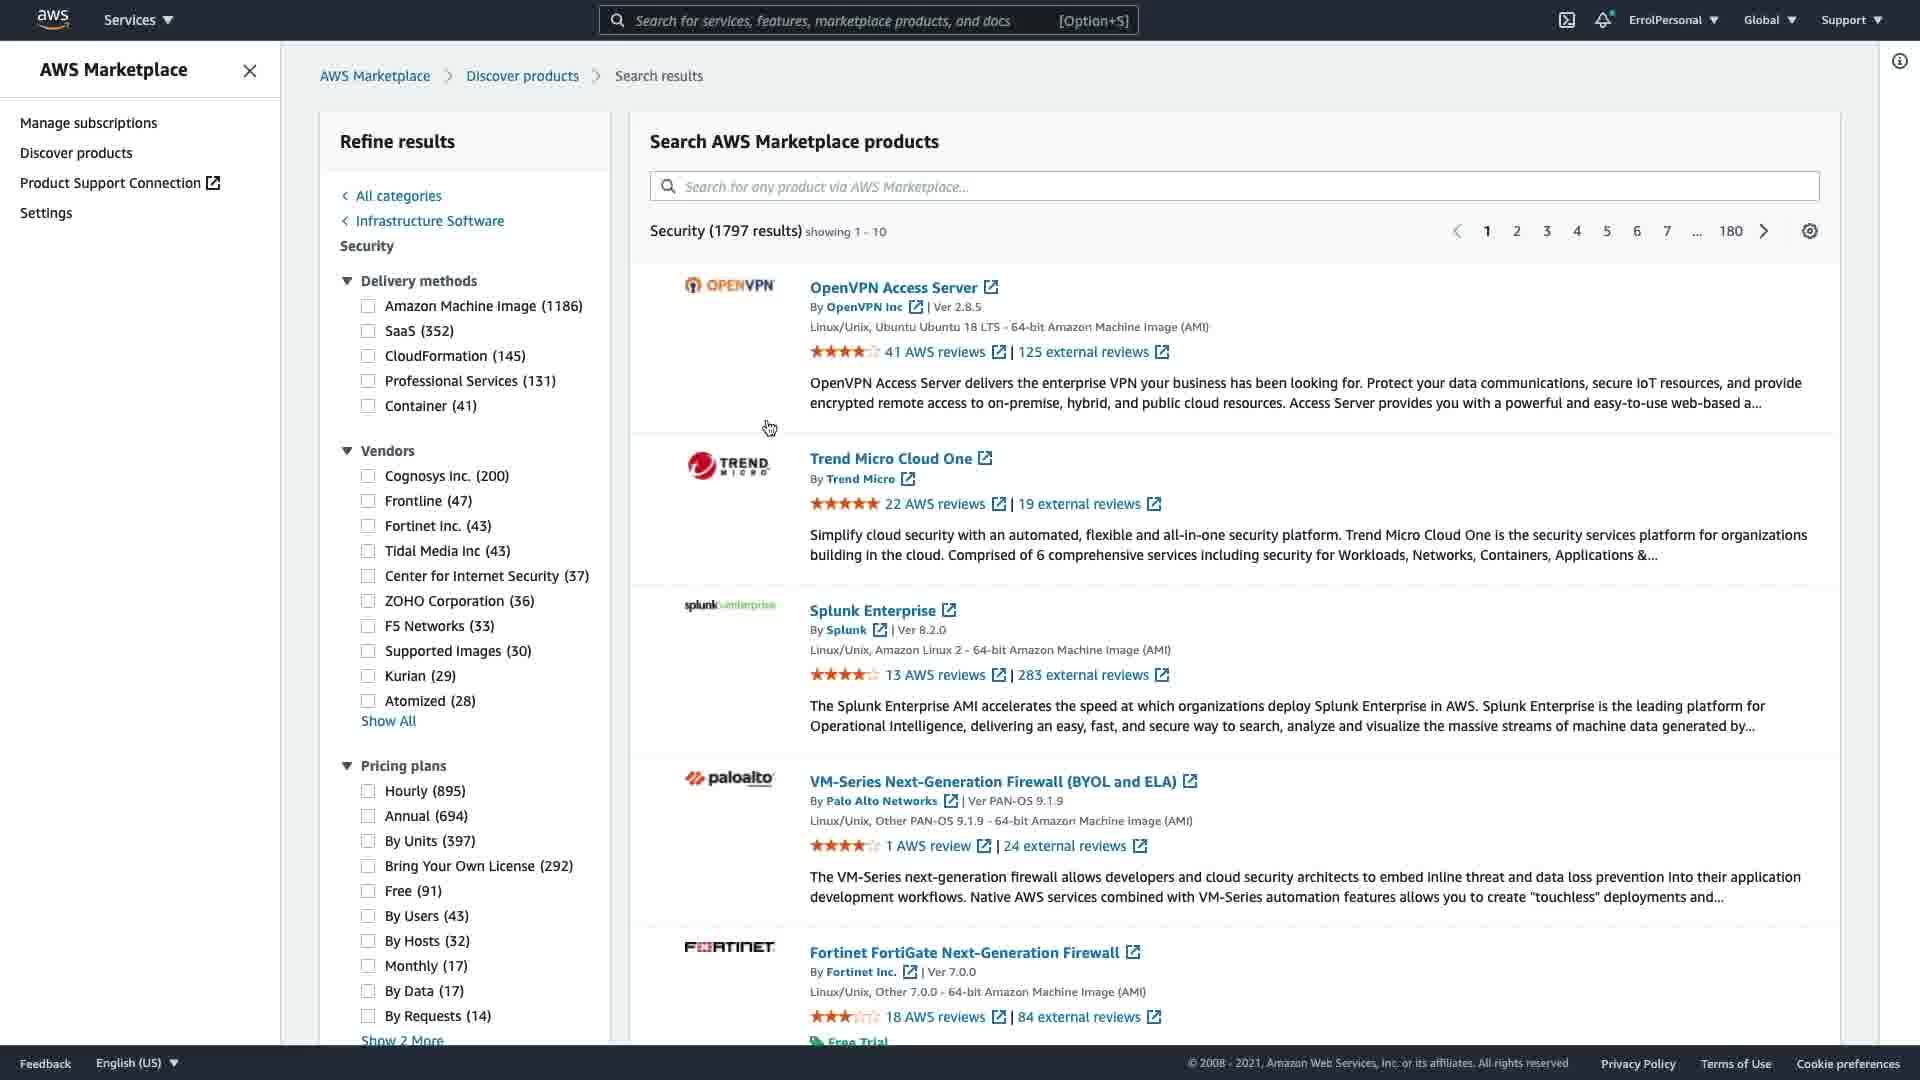 aws
Services
Search for services, features, marketplace products, and docs [Option+S]
ErrolPersonal
Global
Support
AWS Marketplace
Manage subscriptions
Discover products
Product Support Connection
Settings
AWS Marketplace > Discover products > Search results
Refine results
All categories
Infrastructure Software
Security
Delivery methods
Amazon Machine Image (1186)
SaaS (352)
CloudFormation (145)
Professional Services (131)
Container (41)
Vendors
Cognosys Inc. (200)
Frontline (47)
Fortinet Inc. (43)
Tidal Media Inc (43)
Center for Internet Security (37)
ZOHO Corporation (36)
F5 Networks (33)
Supported Images (30)
Kurian (29)
Atomized (28)
Show All
Pricing plans
Hourly (895)
Annual (694)
By Units (397)
Bring Your Own License (292)
Free (91)
By Users (43)
By Hosts (32)
Monthly (17)
By Data (17)
By Requests (14)
Show 2 More
Search AWS Marketplace products
Search for any product via AWS Marketplace...
Security (1797 results) showing 1 - 10
1 2 3 4 5 6 7 ... 180
OPENVPN
OpenVPN Access Server
By OpenVPN Inc | Ver 2.8.5
Linux/Unix, Ubuntu Ubuntu 18 LTS - 64-bit Amazon Machine Image (AMI)
41 AWS reviews | 125 external reviews
OpenVPN Access Server delivers the enterprise VPN your business has been looking for. Protect your data communications, secure IoT resources, and provide
encrypted remote access to on-premise, hybrid, and public cloud resources. Access Server provides you with a powerful and easy-to-use web-based a...
TREND MICRO
Trend Micro Cloud One
By Trend Micro
22 AWS reviews | 19 external reviews
Simplify cloud security with an automated, flexible and all-in-one security platform. Trend Micro Cloud One is the security services platform for organizations
building in the cloud. Comprised of 6 comprehensive services including security for Workloads, Networks, Containers, Applications &...
splunk>enterprise
Splunk Enterprise
By Splunk | Ver 8.2.0
Linux/Unix, Amazon Linux 2 - 64-bit Amazon Machine Image (AMI)
13 AWS reviews | 283 external reviews
The Splunk Enterprise AMI accelerates the speed at which organizations deploy Splunk Enterprise in AWS. Splunk Enterprise is the leading platform for
Operational Intelligence, delivering an easy, fast, and secure way to search, analyze and visualize the massive streams of machine data generated by...
paloalto
VM-Series Next-Generation Firewall (BYOL and ELA)
By Palo Alto Networks | Ver PAN-OS 9.1.9
Linux/Unix, Other PAN-OS 9.1.9 - 64-bit Amazon Machine Image (AMI)
1 AWS review | 24 external reviews
The VM-Series next-generation firewall allows developers and cloud security architects to embed inline threat and data loss prevention into their application
development workflows. Native AWS services combined with VM-Series automation features allows you to create "touchless" deployments and...
FORTINET
Fortinet FortiGate Next-Generation Firewall
By Fortinet Inc. | Ver 7.0.0
Linux/Unix, Other 7.0.0 - 64-bit Amazon Machine Image (AMI)
18 AWS reviews | 84 external reviews
Free Trial
Feedback
English (US)
© 2008 - 2021, Amazon Web Services, Inc. or its affiliates. All rights reserved
Privacy Policy
Terms of Use
Cookie preferences